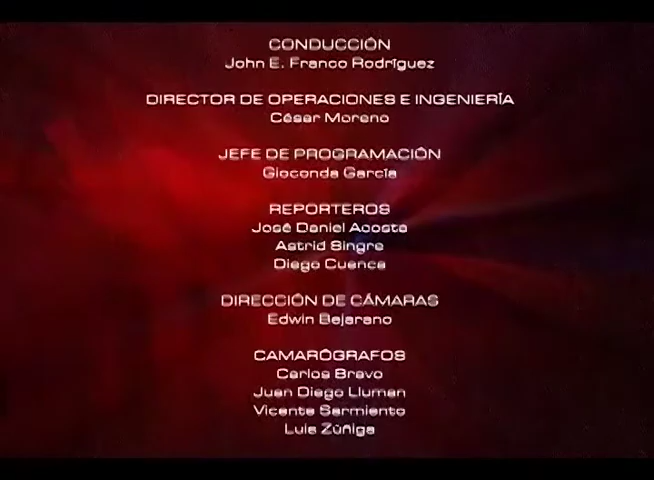 CONDUCCIÓN
John E. Franco Rodríguez
DIRECTOR DE OPERACIONES E INGENIERÍA
César Moreno
JEFE DE PROGRAMACIÓN
Gioconda García
REPORTEROS
José Daniel Acosta
Astrid Singre
Diego Cuenca
DIRECCIÓN DE CÁMARAS
Edwin Bejarano
CAMARÓGRAFOS
Carlos Bravo
Juan Diego Lluman
Vicente Sarmiento
Luis Zúñiga